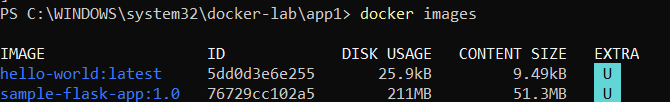 PS C:\WINDOWS\system32\docker-lab\app1> docker images
IMAGE ID DISK USAGE CONTENT SIZE EXTRA
hello-world:latest 5dd0d3e6e255 25.9kB 9.49kB U
sample-flask-app:1.0 76729cc102a5 211MB 51.3MB U